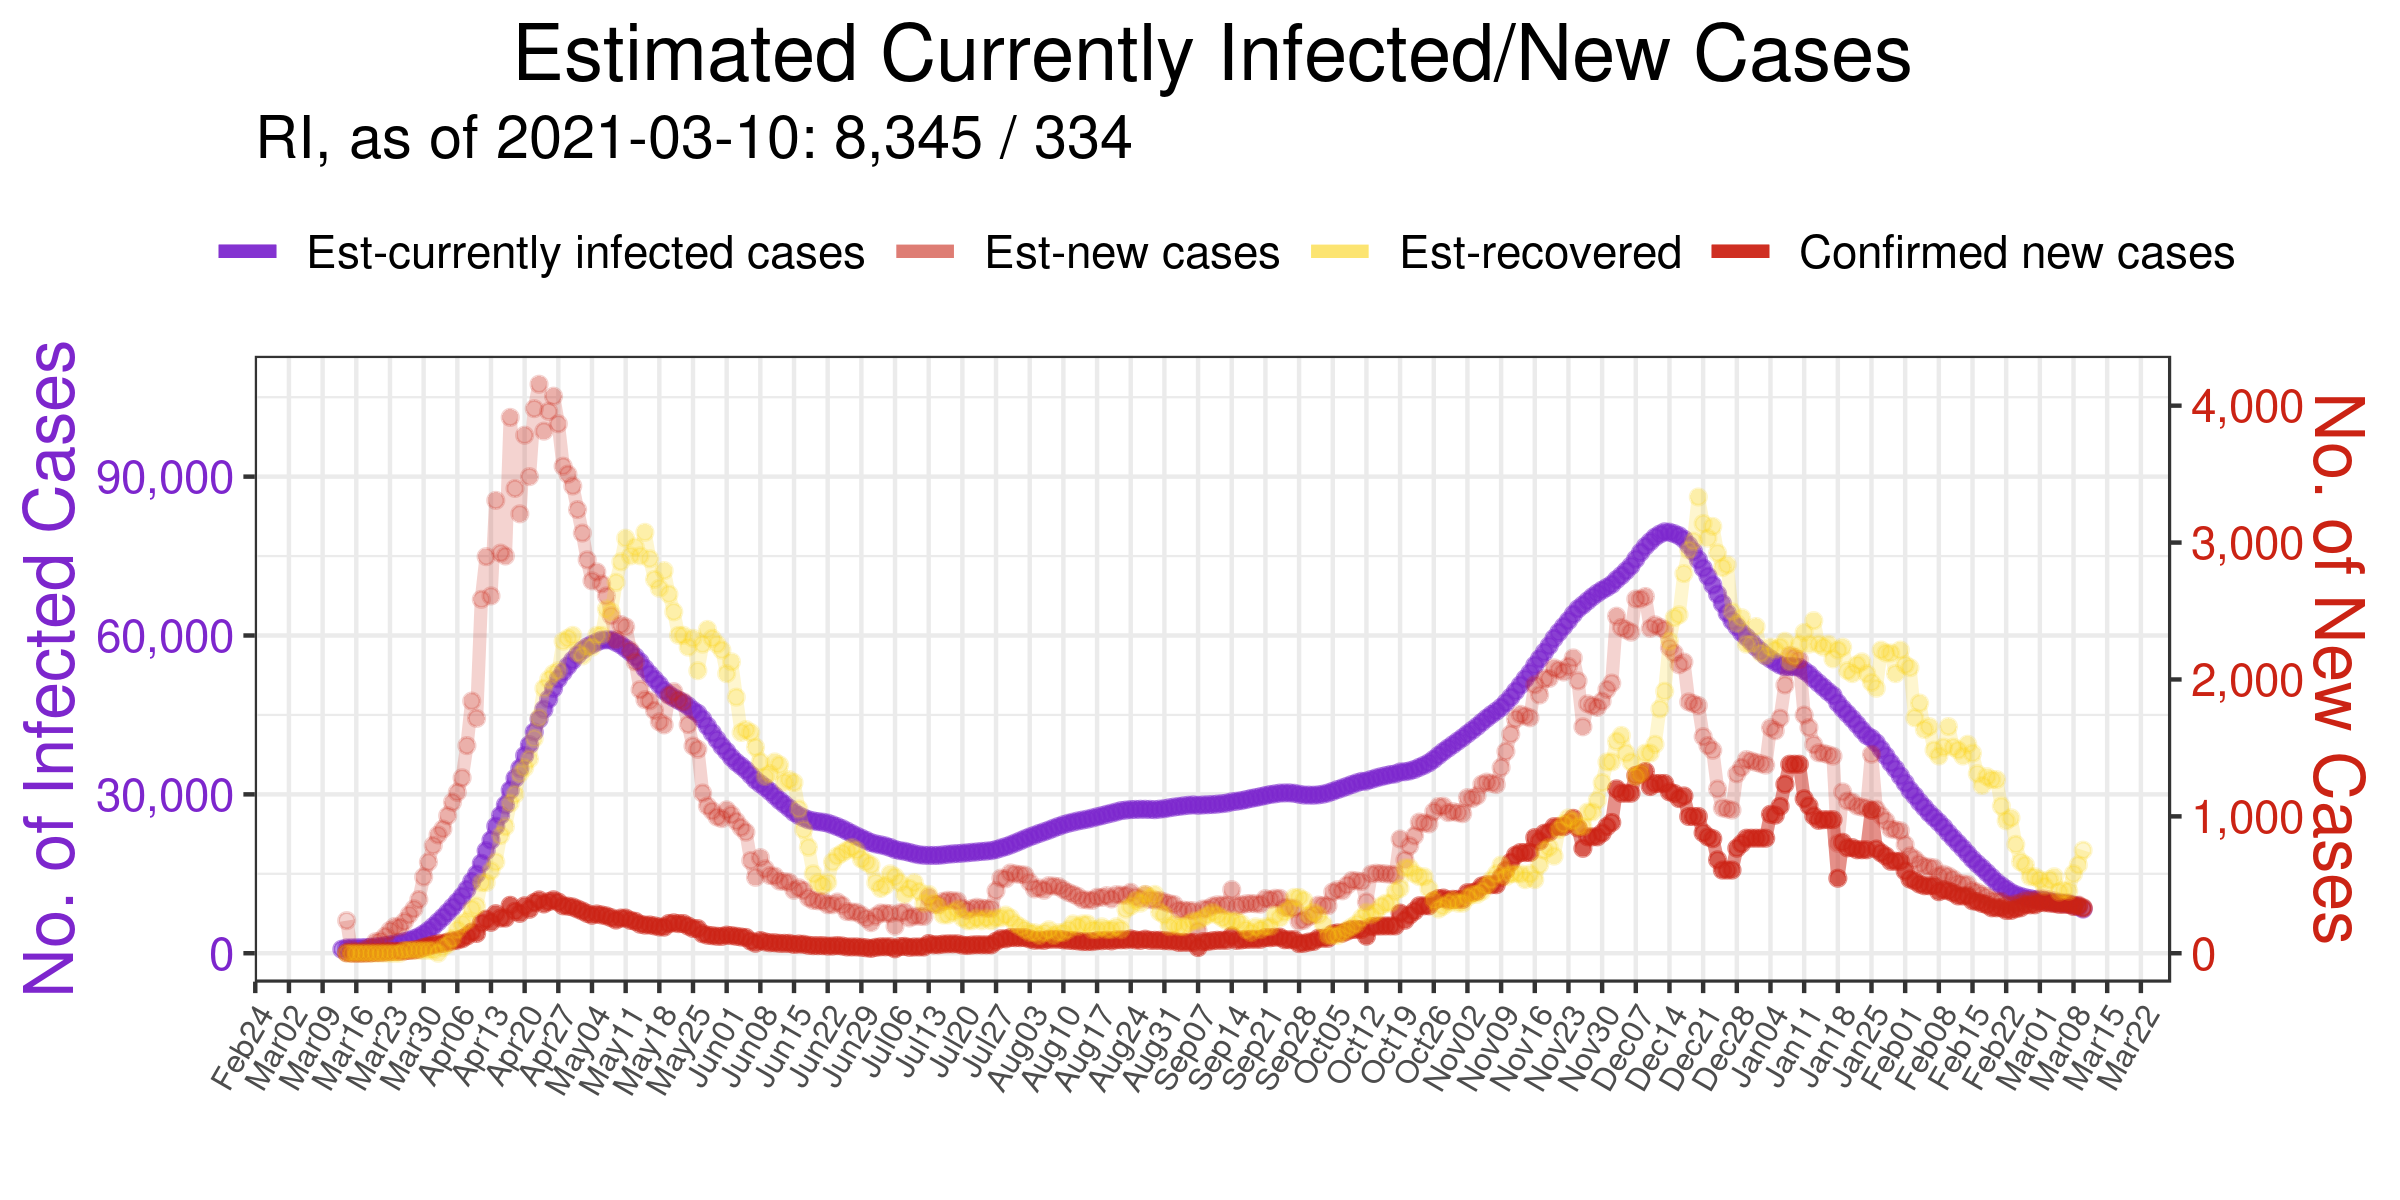 Estimated Currently Infected/New Cases
RI, as of 2021-03-10: 8,345 / 334
Est-currently infected cases Est-new cases Est-recovered Confirmed new cases
No. of Infected Cases
90,000
60,000
30,000
0
4,000
3,000
2,000
1,000
0
No. of New Cases
Feb24 Mar02 Mar09 Mar16 Mar23 Mar30 Apr06 Apr13 Apr20 Apr27 May04 May11 May18 May25 Jun01 Jun08 Jun15 Jun22 Jun29 Jul06 Jul13 Jul20 Jul27 Aug03 Aug10 Aug17 Aug24 Aug31 Sep07 Sep14 Sep21 Sep28 Oct05 Oct12 Oct19 Oct26 Nov02 Nov09 Nov16 Nov23 Nov30 Dec07 Dec14 Dec21 Dec28 Jan04 Jan11 Jan18 Jan25 Feb01 Feb08 Feb15 Feb22 Mar01 Mar08 Mar15 Mar22